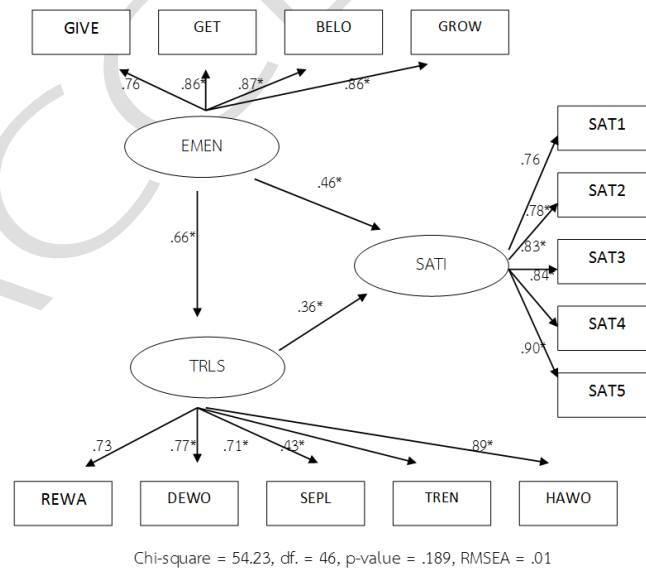 GIVE GET BELO GROW
.76 .86* .87* .86*
EMEN
SAT1
.76
.46*
SAT2
.78*
.66*
.83*
SAT3
SATI
.84*
.36*
SAT4
.90*
TRLS
SAT5
.73 .77* .71* .43* .89*
REWA DEWO SEPL TREN HAWO
Chi-square = 54.23, df. = 46, p-value = .189, RMSEA = .01